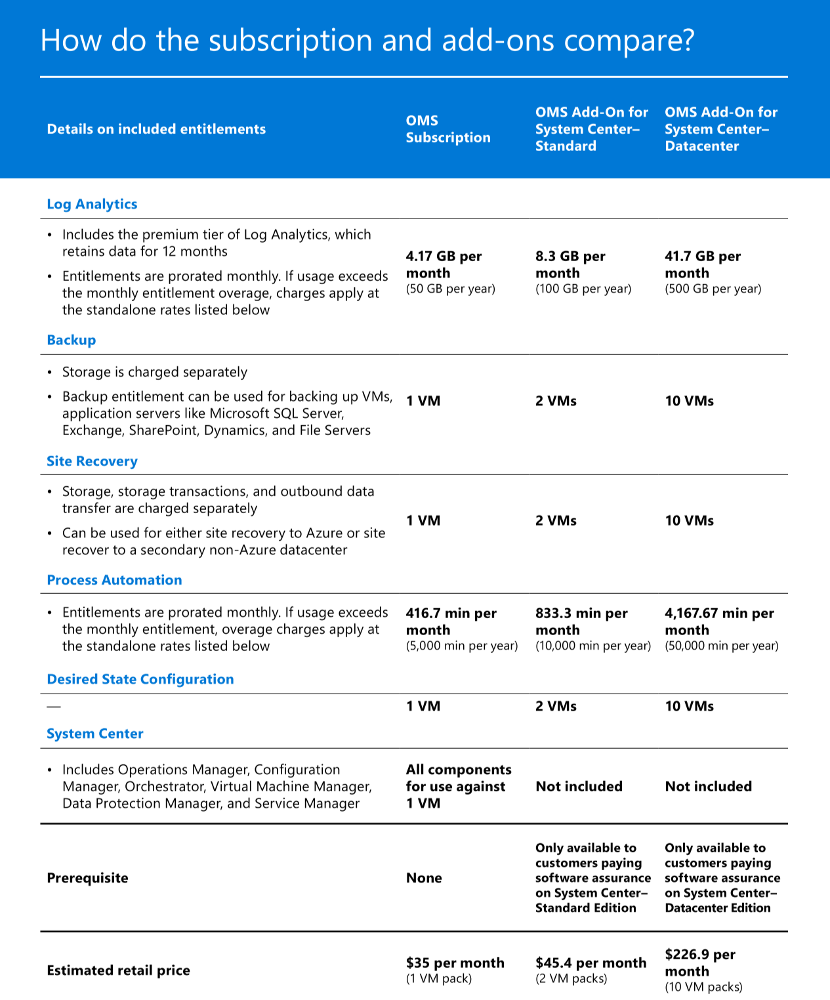 How do the subscription and add-ons compare?
Details on included entitlements
OMS
Subscription
OMS Add-On for
System Center–
Standard
OMS Add-On for
System Center–
Datacenter
Log Analytics
• Includes the premium tier of Log Analytics, which
retains data for 12 months
• Entitlements are prorated monthly. If usage exceeds
the monthly entitlement overage, charges apply at
the standalone rates listed below
4.17 GB per
month
(50 GB per year)
8.3 GB per
month
(100 GB per year)
41.7 GB per
month
(500 GB per year)
Backup
• Storage is charged separately
• Backup entitlement can be used for backing up VMs,
application servers like Microsoft SQL Server,
Exchange, SharePoint, Dynamics, and File Servers
1 VM
2 VMs
10 VMs
Site Recovery
• Storage, storage transactions, and outbound data
transfer are charged separately
• Can be used for either site recovery to Azure or site
recover to a secondary non-Azure datacenter
1 VM
2 VMs
10 VMs
Process Automation
• Entitlements are prorated monthly. If usage exceeds
the monthly entitlement, overage charges apply at
the standalone rates listed below
416.7 min per
month
(5,000 min per year)
833.3 min per
month
(10,000 min per year)
4,167.67 min per
month
(50,000 min per year)
Desired State Configuration
—
1 VM
2 VMs
10 VMs
System Center
• Includes Operations Manager, Configuration
Manager, Orchestrator, Virtual Machine Manager,
Data Protection Manager, and Service Manager
All components
for use against
1 VM
Not included
Not included
Prerequisite
None
Only available to
customers paying
software assurance
on System Center–
Standard Edition
Only available to
customers paying
software assurance
on System Center–
Datacenter Edition
Estimated retail price
$35 per month
(1 VM pack)
$45.4 per month
(2 VM packs)
$226.9 per
month
(10 VM packs)